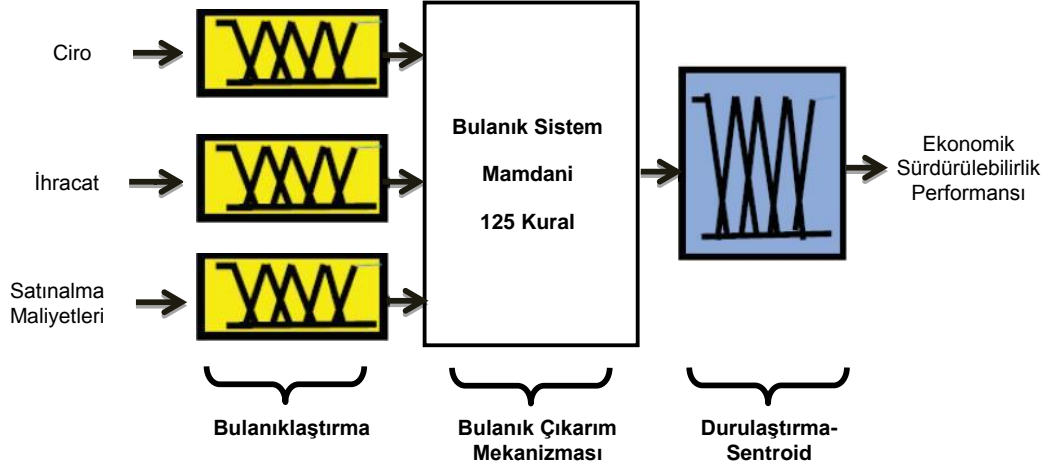 Ciro
İhracat
Satınalma
Maliyetleri
Bulanık Sistem
Mamdani
125 Kural
Ekonomik
Sürdürülebilirlik
Performansı
Bulanıklaştırma
Bulanık Çıkarım
Mekanizması
Durulaştırma-
Sentroid